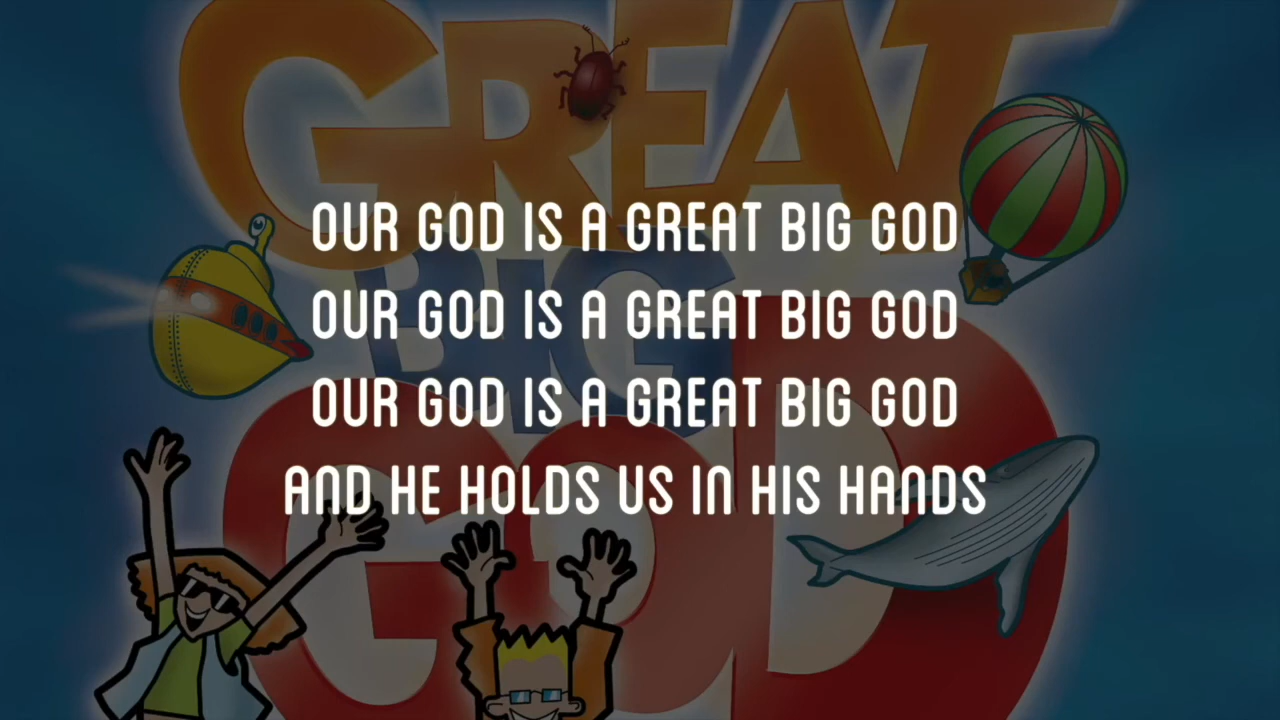 GREAT
BIG
GOD
OUR GOD IS A GREAT BIG GOD
OUR GOD IS A GREAT BIG GOD
OUR GOD IS A GREAT BIG GOD
AND HE HOLDS US IN HIS HANDS